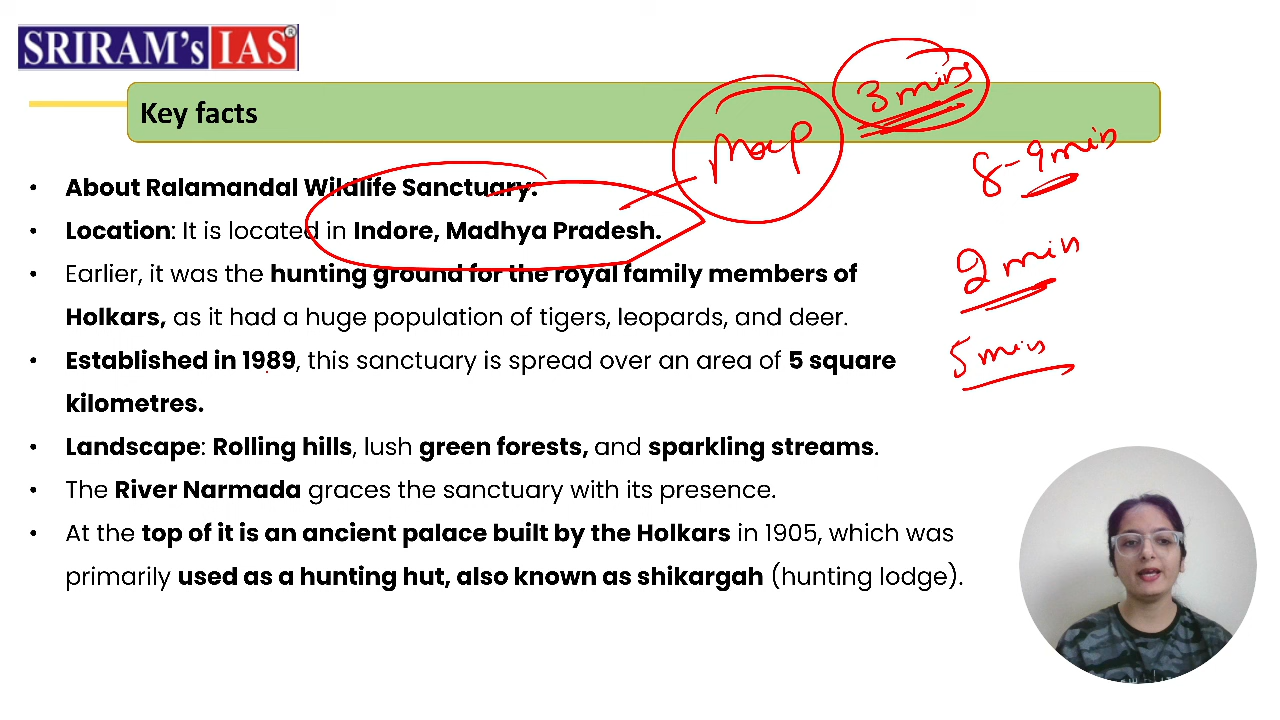 SRIRAM's IAS®
3 mins
Key facts
Map
8-9 min
• About Ralamandal Wildlife Sanctuary:
• Location: It is located in Indore, Madhya Pradesh.
2 min
• Earlier, it was the hunting ground for the royal family members of
Holkars, as it had a huge population of tigers, leopards, and deer.
5 min
• Established in 1989, this sanctuary is spread over an area of 5 square
kilometres.
• Landscape: Rolling hills, lush green forests, and sparkling streams.
• The River Narmada graces the sanctuary with its presence.
• At the top of it is an ancient palace built by the Holkars in 1905, which was
primarily used as a hunting hut, also known as shikargah (hunting lodge).